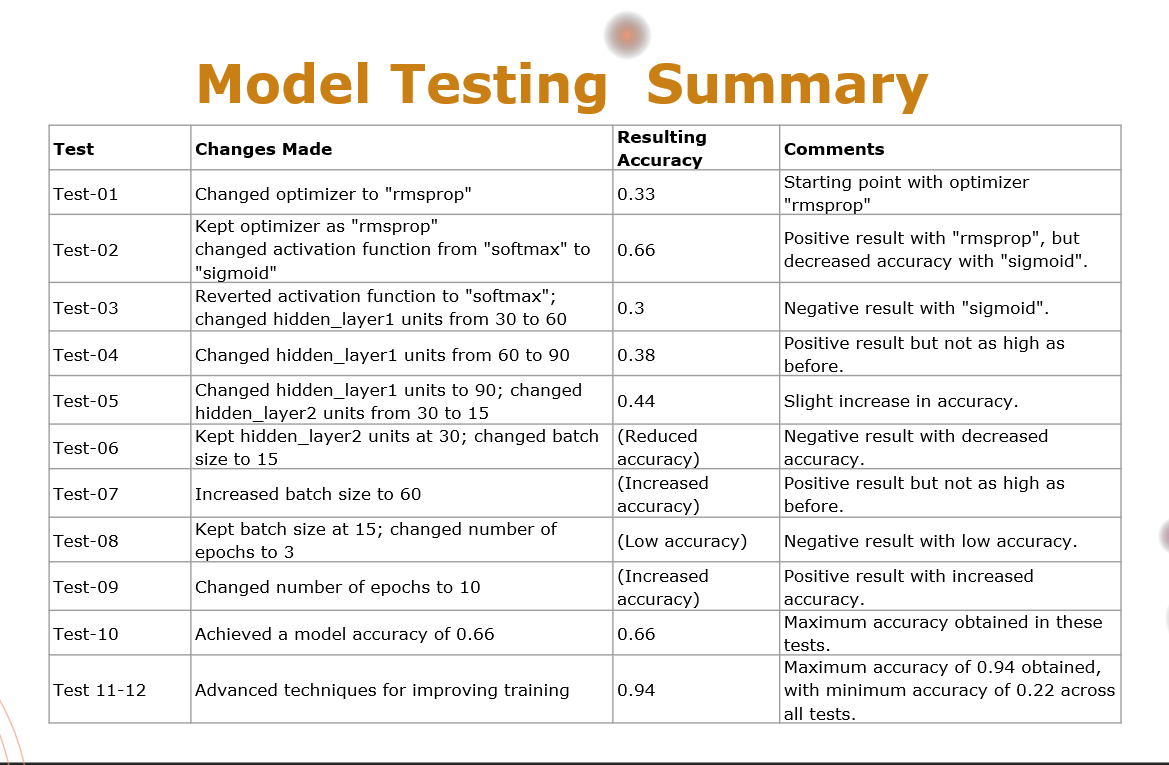 Model Testing  Summary
Test
Changes Made
Resulting
Accuracy
Comments
Test-01
Changed optimizer to "rmsprop"
0.33
Starting point with optimizer
"rmsprop"
Test-02
Kept optimizer as "rmsprop"
changed activation function from "softmax" to
"sigmoid"
0.66
Positive result with "rmsprop", but
decreased accuracy with "sigmoid".
Test-03
Reverted activation function to "softmax";
changed hidden_layer1 units from 30 to 60
0.3
Negative result with "sigmoid".
Test-04
Changed hidden_layer1 units from 60 to 90
0.38
Positive result but not as high as
before.
Test-05
Changed hidden_layer1 units to 90; changed
hidden_layer2 units from 30 to 15
0.44
Slight increase in accuracy.
Test-06
Kept hidden_layer2 units at 30; changed batch
size to 15
(Reduced
accuracy)
Negative result with decreased
accuracy.
Test-07
Increased batch size to 60
(Increased
accuracy)
Positive result but not as high as
before.
Test-08
Kept batch size at 15; changed number of
epochs to 3
(Low accuracy)
Negative result with low accuracy.
Test-09
Changed number of epochs to 10
(Increased
accuracy)
Positive result with increased
accuracy.
Test-10
Achieved a model accuracy of 0.66
0.66
Maximum accuracy obtained in these
tests.
Test 11-12
Advanced techniques for improving training
0.94
Maximum accuracy of 0.94 obtained,
with minimum accuracy of 0.22 across
all tests.